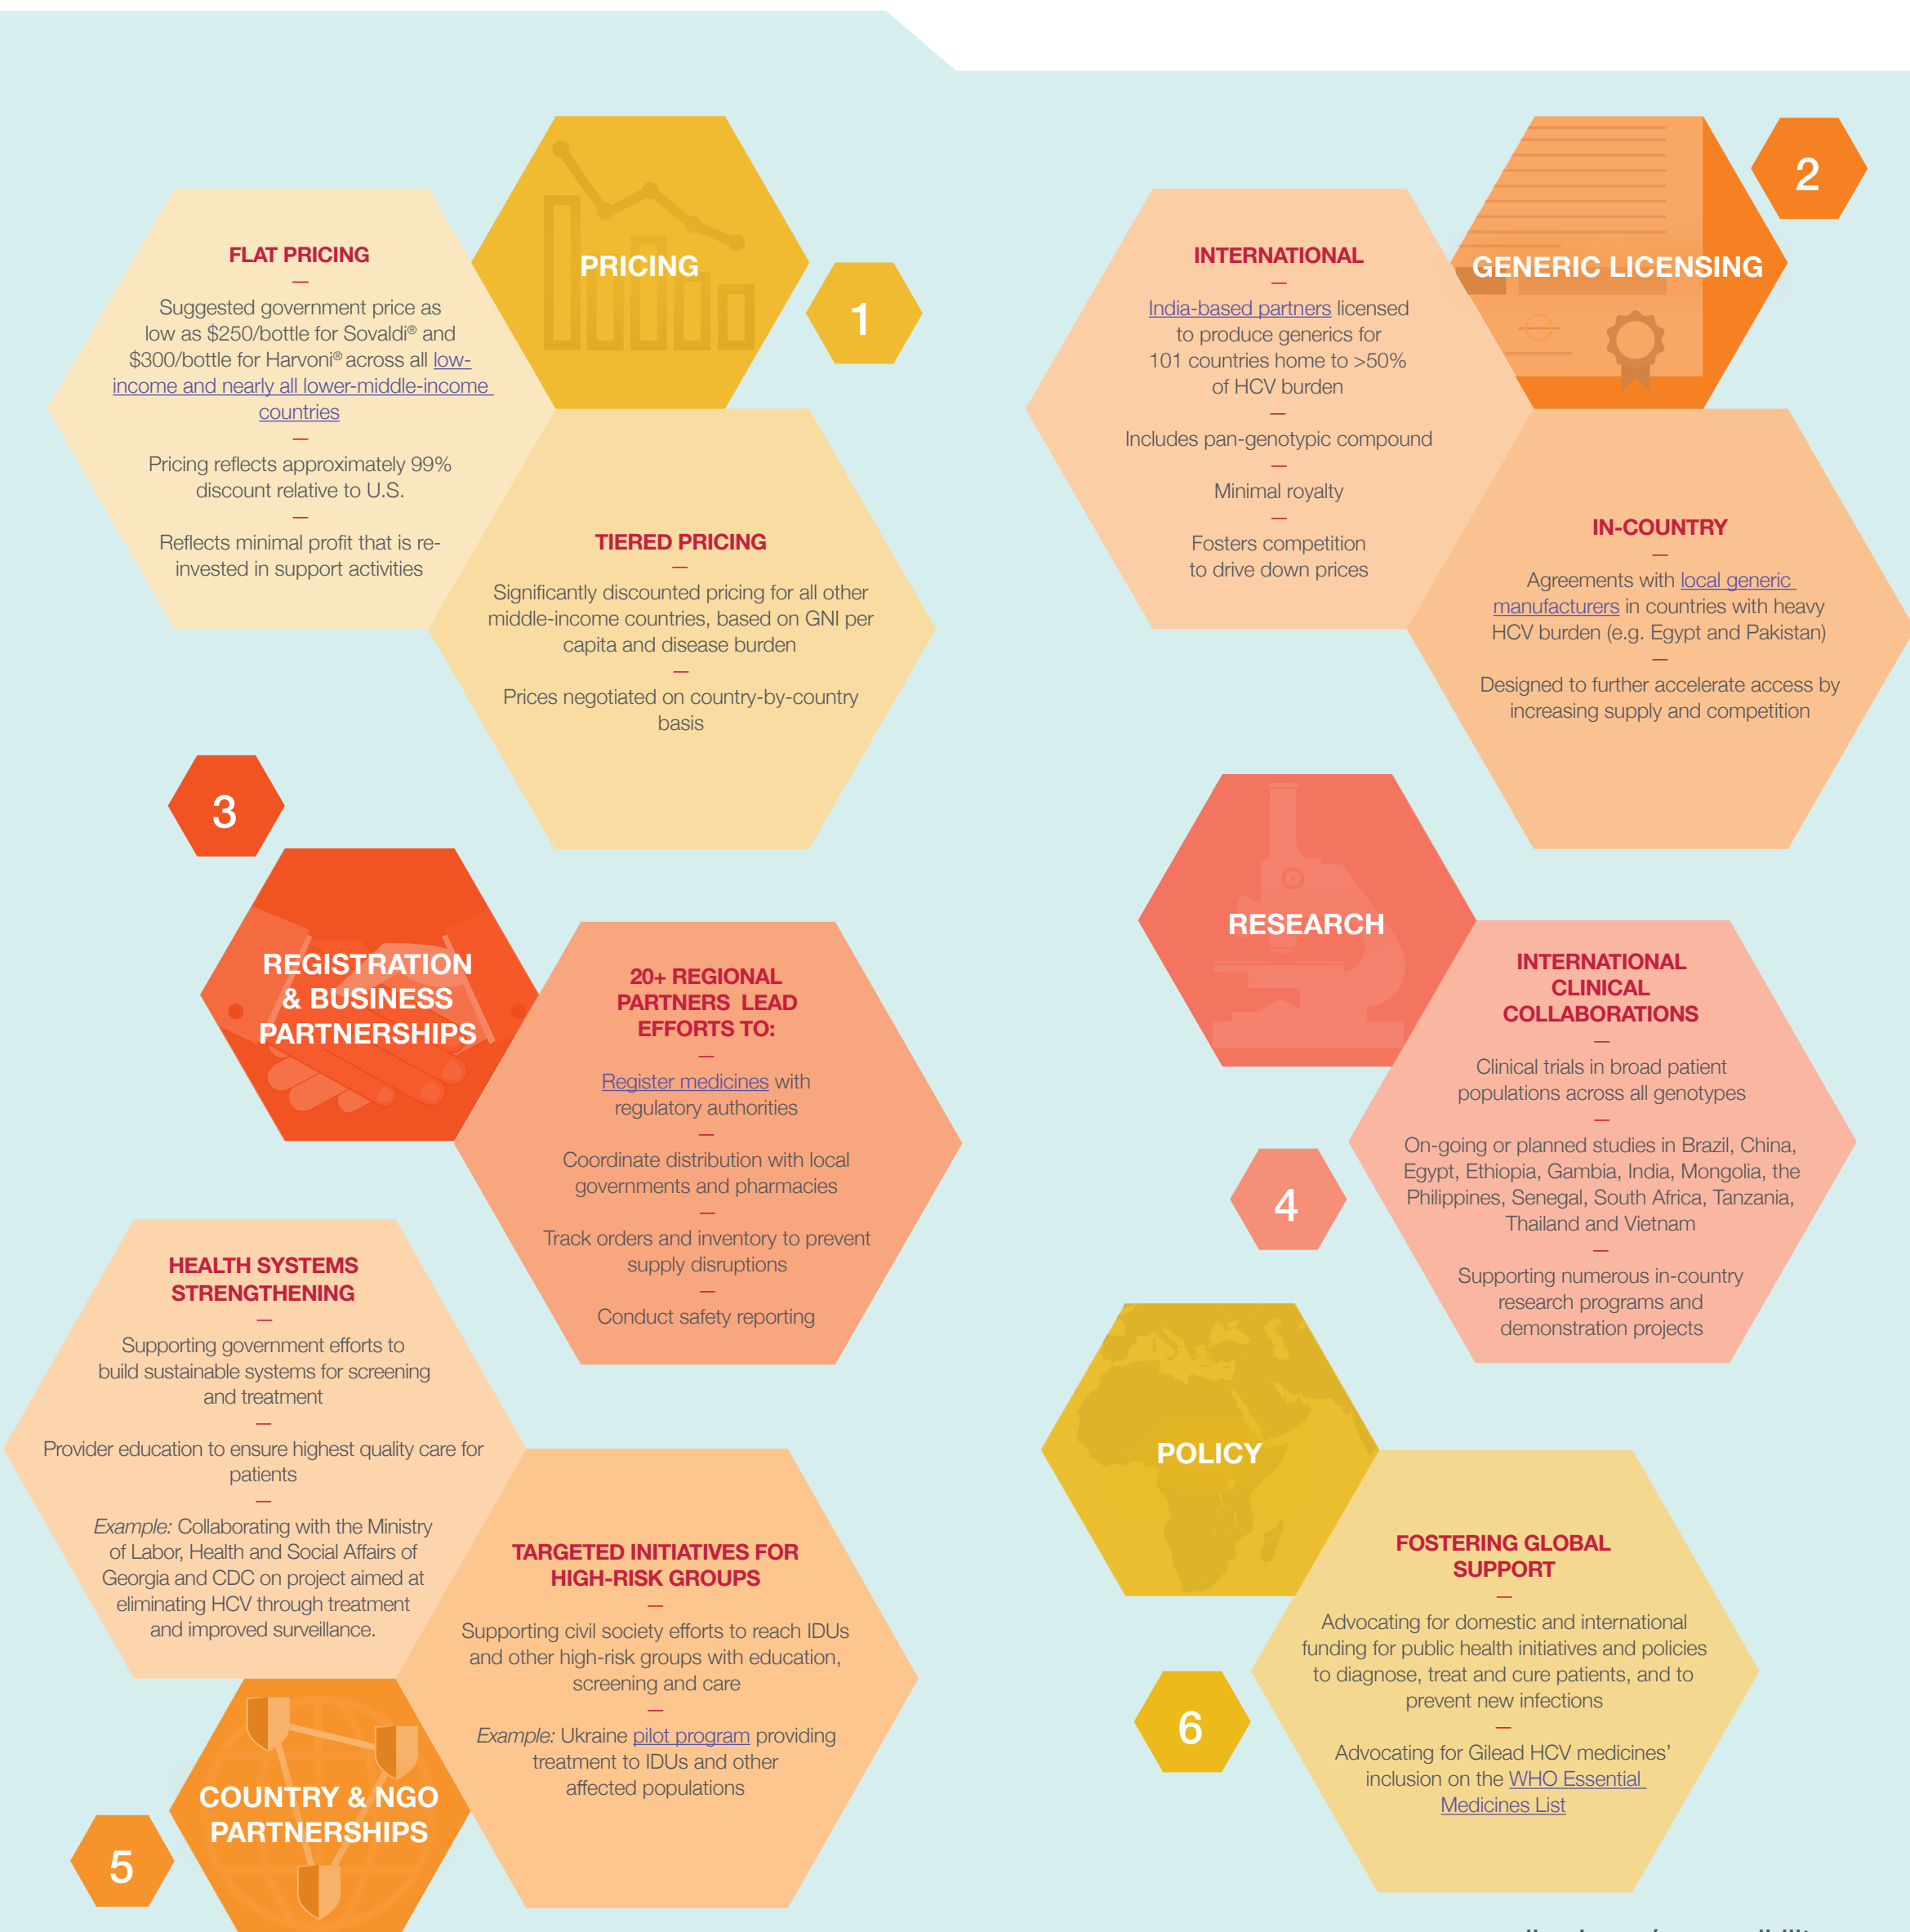 PRICING
1
FLAT PRICING
Suggested government price as
low as $250/bottle for Sovaldi® and
$300/bottle for Harvoni® across all low-
income and nearly all lower-middle-income
countries
Pricing reflects approximately 99%
discount relative to U.S.
Reflects minimal profit that is re-
invested in support activities
TIERED PRICING
Significantly discounted pricing for all other
middle-income countries, based on GNI per
capita and disease burden
Prices negotiated on country-by-country
basis
GENERIC LICENSING
2
INTERNATIONAL
India-based partners licensed
to produce generics for
101 countries home to >50%
of HCV burden
Includes pan-genotypic compound
Minimal royalty
Fosters competition
to drive down prices
IN-COUNTRY
Agreements with local generic
manufacturers in countries with heavy
HCV burden (e.g. Egypt and Pakistan)
Designed to further accelerate access by
increasing supply and competition
3
REGISTRATION
& BUSINESS
PARTNERSHIPS
20+ REGIONAL
PARTNERS LEAD
EFFORTS TO:
Register medicines with
regulatory authorities
Coordinate distribution with local
governments and pharmacies
Track orders and inventory to prevent
supply disruptions
Conduct safety reporting
RESEARCH
4
INTERNATIONAL
CLINICAL
COLLABORATIONS
Clinical trials in broad patient
populations across all genotypes
On-going or planned studies in Brazil, China,
Egypt, Ethiopia, Gambia, India, Mongolia, the
Philippines, Senegal, South Africa, Tanzania,
Thailand and Vietnam
Supporting numerous in-country
research programs and
demonstration projects
HEALTH SYSTEMS
STRENGTHENING
Supporting government efforts to
build sustainable systems for screening
and treatment
Provider education to ensure highest quality care for
patients
Example: Collaborating with the Ministry
of Labor, Health and Social Affairs of
Georgia and CDC on project aimed at
eliminating HCV through treatment
and improved surveillance.
TARGETED INITIATIVES FOR
HIGH-RISK GROUPS
Supporting civil society efforts to reach IDUs
and other high-risk groups with education,
screening and care
Example: Ukraine pilot program providing
treatment to IDUs and other
affected populations
COUNTRY & NGO
PARTNERSHIPS
5
POLICY
6
FOSTERING GLOBAL
SUPPORT
Advocating for domestic and international
funding for public health initiatives and policies
to diagnose, treat and cure patients, and to
prevent new infections
Advocating for Gilead HCV medicines'
inclusion on the WHO Essential
Medicines List